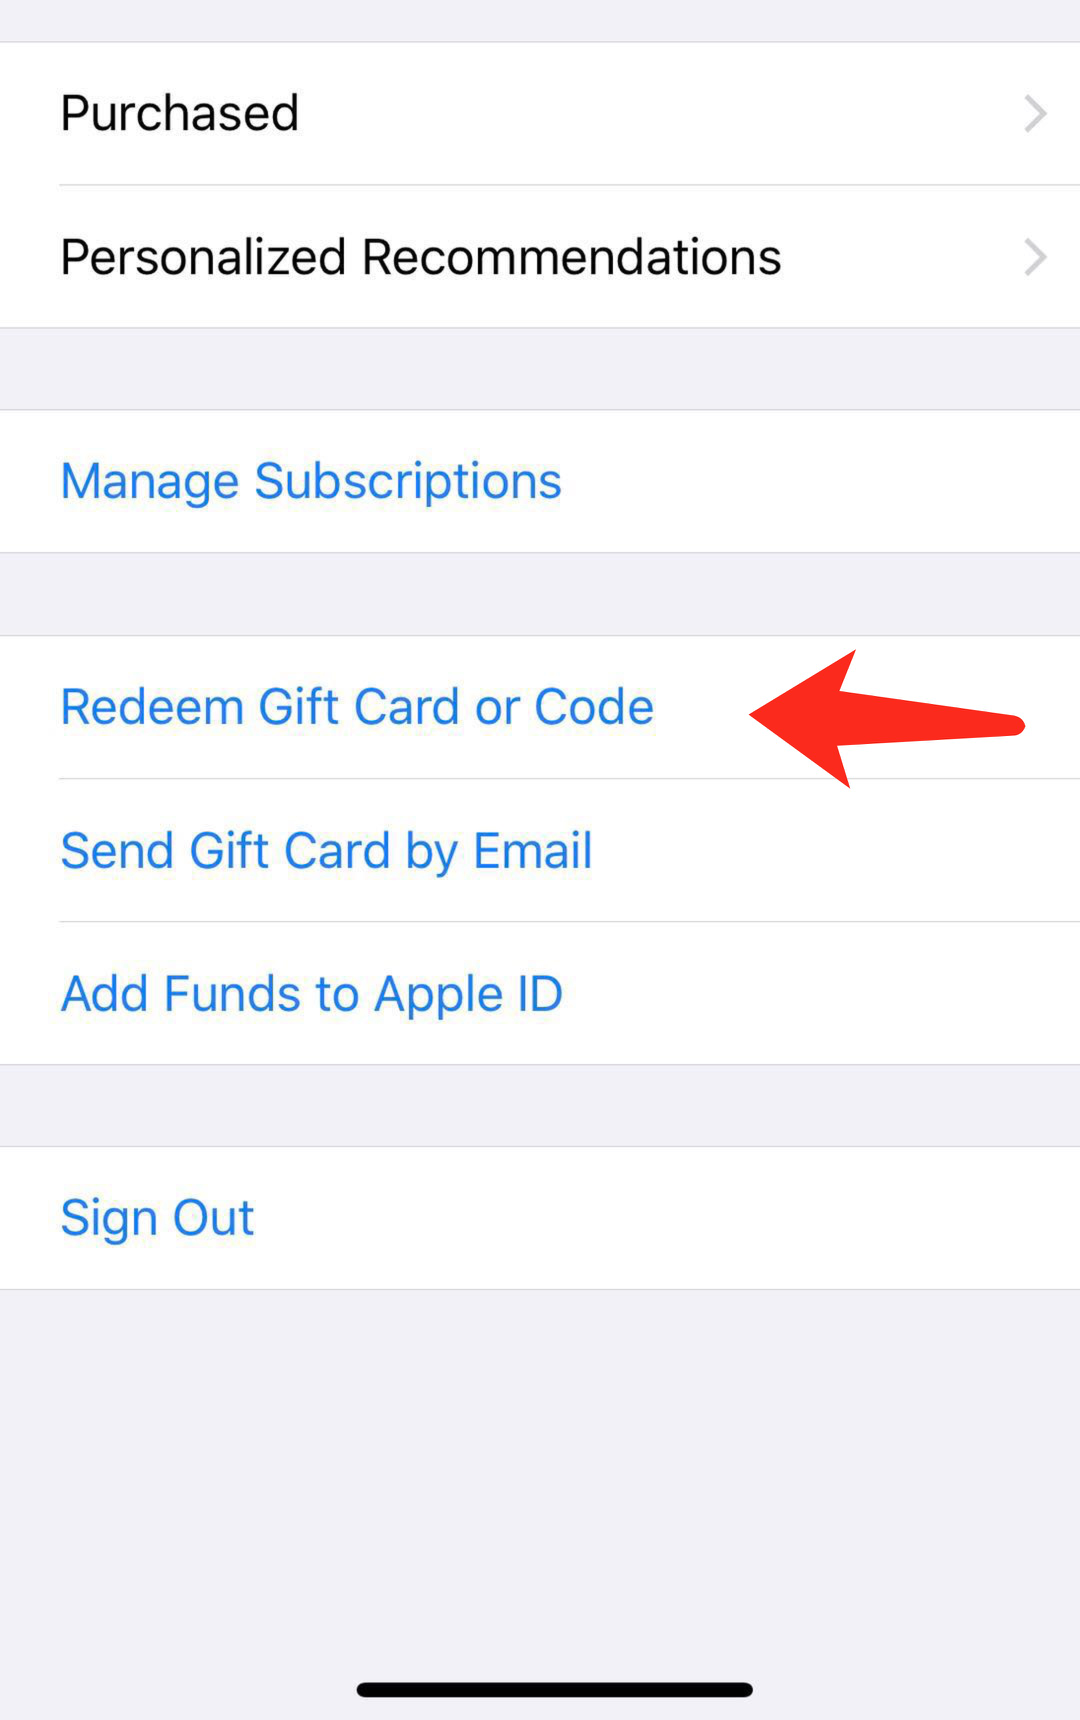 Purchased
Personalized Recommendations
Manage Subscriptions
Redeem Gift Card or Code
Send Gift Card by Email
Add Funds to Apple ID
Sign Out